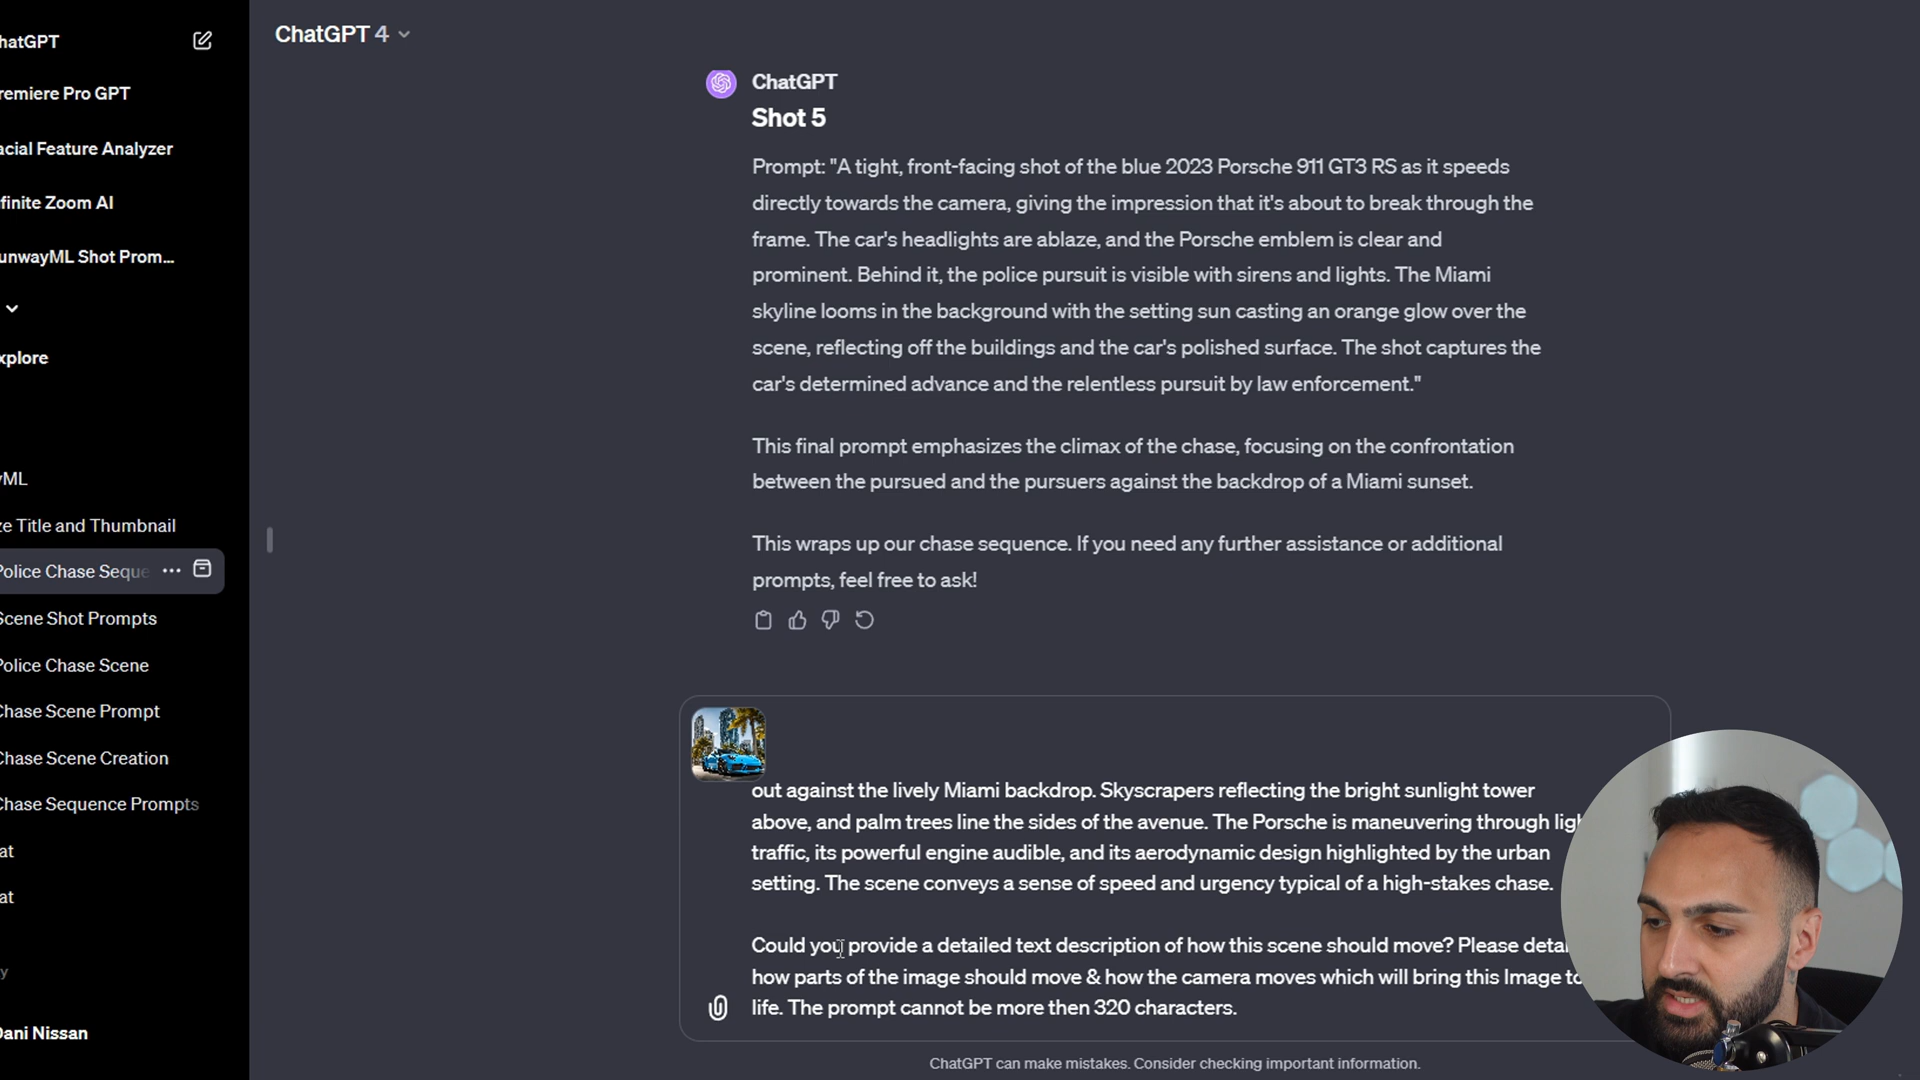 hatGPT
ChatGPT 4
remiere Pro GPT
acial Feature Analyzer
finite Zoom AI
unwayML Shot Prom...
xplore
yML
ze Title and Thumbnail
Police Chase Seque
Scene Shot Prompts
Police Chase Scene
Chase Scene Prompt
Chase Scene Creation
Chase Sequence Prompts
at
at
y
Dani Nissan
ChatGPT
Shot 5
Prompt: "A tight, front-facing shot of the blue 2023 Porsche 911 GT3 RS as it speeds
directly towards the camera, giving the impression that it's about to break through the
frame. The car's headlights are ablaze, and the Porsche emblem is clear and
prominent. Behind it, the police pursuit is visible with sirens and lights. The Miami
skyline looms in the background with the setting sun casting an orange glow over the
scene, reflecting off the buildings and the car's polished surface. The shot captures the
car's determined advance and the relentless pursuit by law enforcement."
This final prompt emphasizes the climax of the chase, focusing on the confrontation
between the pursued and the pursuers against the backdrop of a Miami sunset.
This wraps up our chase sequence. If you need any further assistance or additional
prompts, feel free to ask!
out against the lively Miami backdrop. Skyscrapers reflecting the bright sunlight tower
above, and palm trees line the sides of the avenue. The Porsche is maneuvering through ligh
traffic, its powerful engine audible, and its aerodynamic design highlighted by the urban
setting. The scene conveys a sense of speed and urgency typical of a high-stakes chase.
Could you provide a detailed text description of how this scene should move? Please detai
how parts of the image should move & how the camera moves which will bring this Image to
life. The prompt cannot be more then 320 characters.
ChatGPT can make mistakes. Consider checking important information.